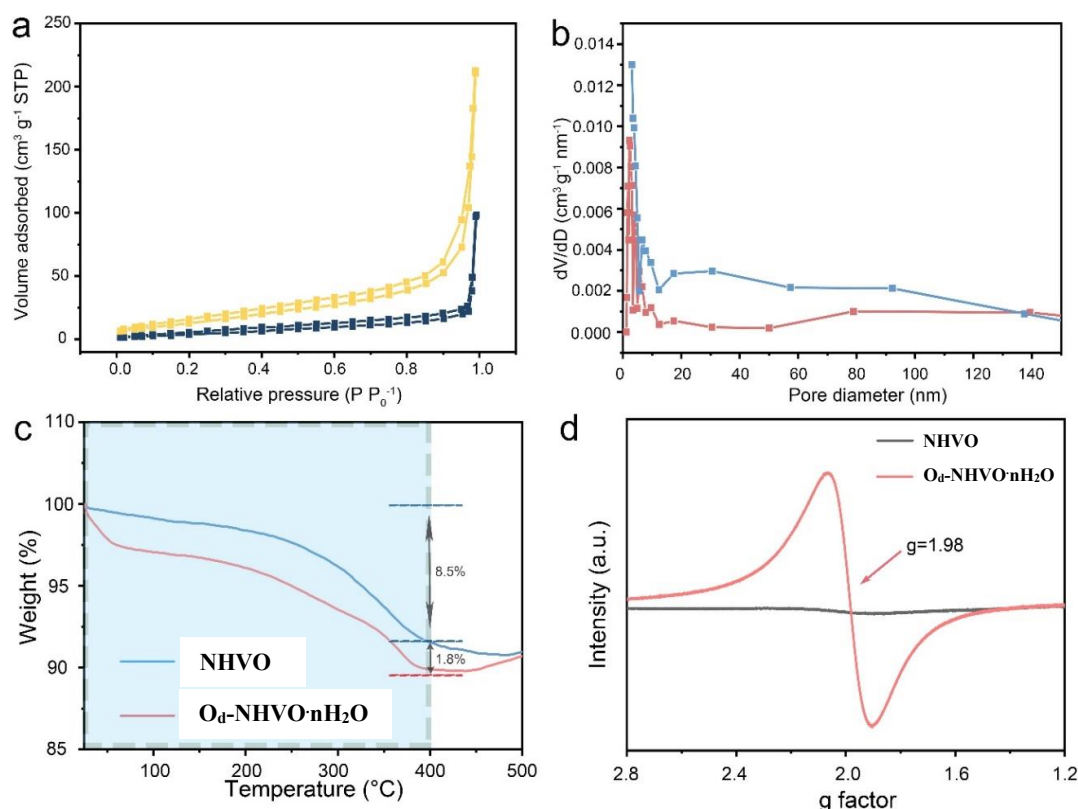 a
Volume adsorbed (cm³ g⁻¹ STP)
250
200
150
100
50
0
0.0
0.2
0.4
0.6
0.8
1.0
Relative pressure (P P₀⁻¹)
b
dV/dD (cm³ g⁻¹ nm⁻¹)
0.014
0.012
0.010
0.008
0.006
0.004
0.002
0.000
0
20
40
60
80
100
120
140
Pore diameter (nm)
c
Weight (%)
110
100
95
90
85
8.5%
1.8%
NHVO
Od-NHVO·nH₂O
100
200
300
400
500
Temperature (°C)
d
Intensity (a.u.)
NHVO
Od-NHVO·nH₂O
g=1.98
2.8
2.4
2.0
1.6
1.2
g factor